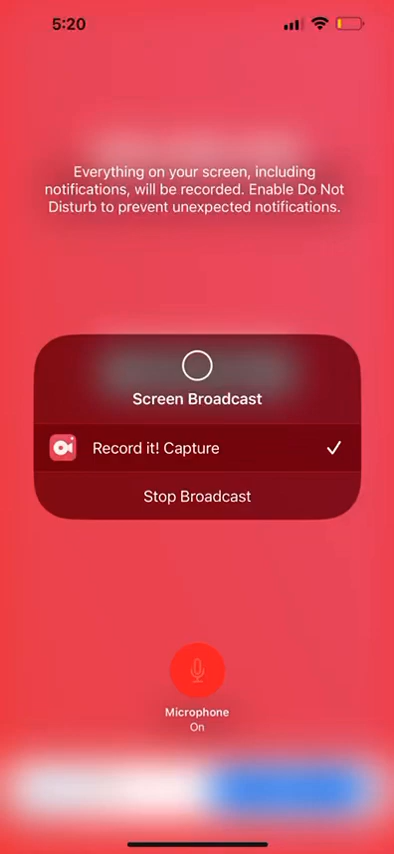 5:20
Everything on your screen, including
notifications, will be recorded. Enable Do Not
Disturb to prevent unexpected notifications.
Screen Broadcast
Record it! Capture
Stop Broadcast
Microphone
On